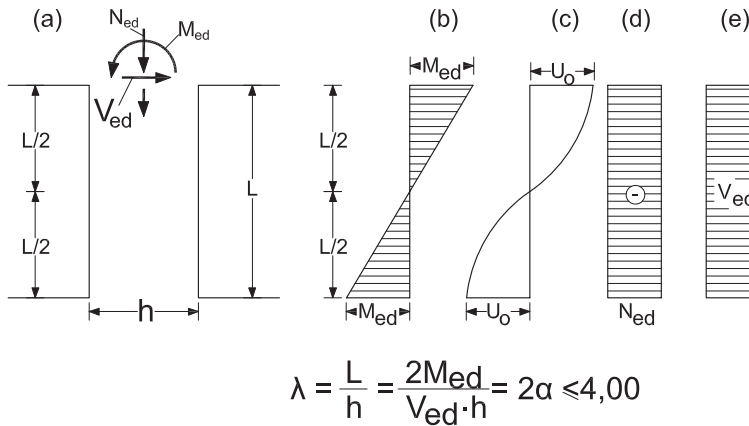 (a) (b) (c) (d) (e)
N_ed
M_ed
V_ed
M_ed
U_o
L/2
L/2
L
h
L/2
L/2
M_ed
U_o
-
N_ed
V_ed
λ = L/h = 2M_ed/V_ed·h = 2α ≤4,00